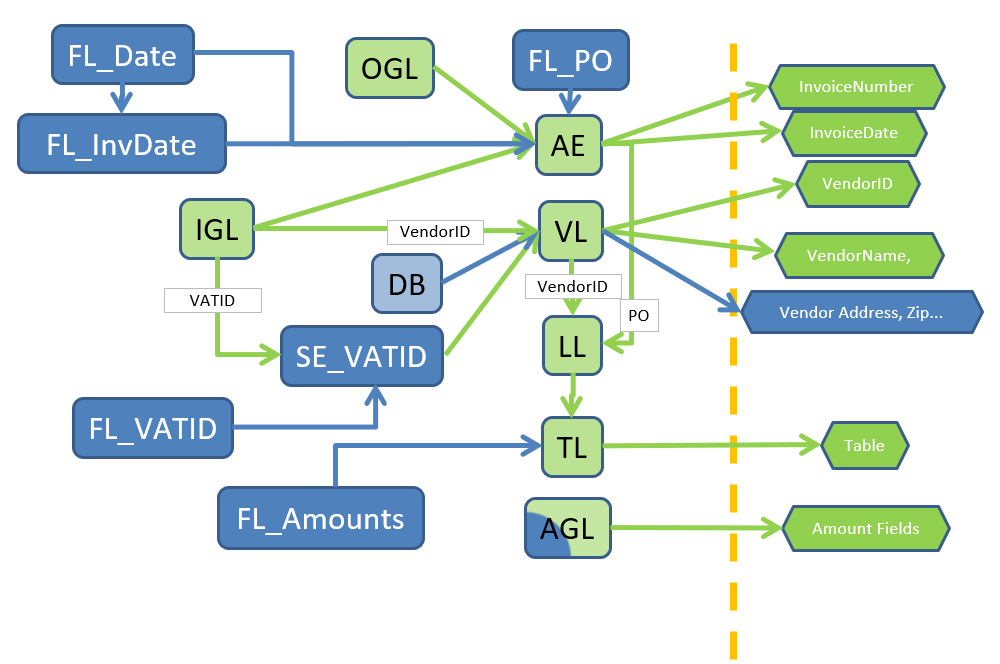 FL_Date
OGL
FL_PO
InvoiceNumber
FL_InvDate
AE
InvoiceDate
VendorID
IGL
VendorID
VL
VendorName,
DB
VATID
VendorID
PO
Vendor Address, Zip...
SE_VATID
LL
FL_VATID
TL
Table
FL_Amounts
AGL
Amount Fields